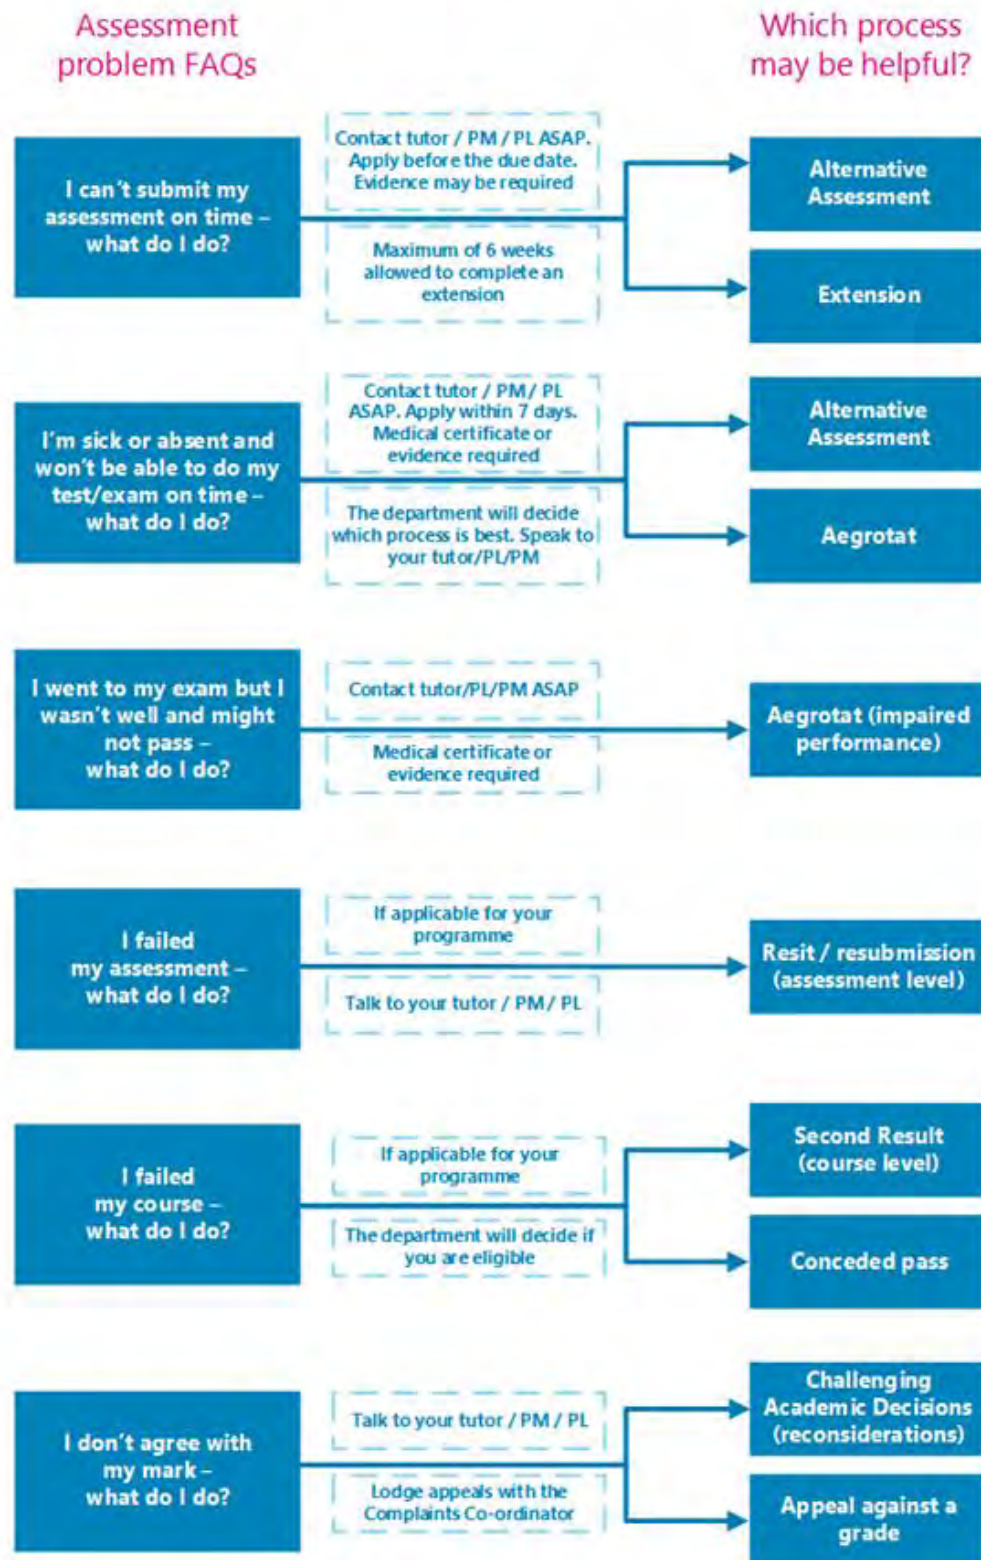 Assessment
problem FAQs
Which process
may be helpful?
I can't submit my
assessment on time –
what do I do?
Contact tutor / PM / PL ASAP.
Apply before the due date.
Evidence may be required
Maximum of 6 weeks
allowed to complete an
extension
Alternative
Assessment
Extension
I'm sick or absent and
won't be able to do my
test/exam on time –
what do I do?
Contact tutor / PM / PL
ASAP. Apply within 7 days.
Medical certificate or
evidence required
The department will decide
which process is best. Speak to
your tutor/PL/PM
Alternative
Assessment
Aegrotat
I went to my exam but I
wasn't well and might
not pass –
what do I do?
Contact tutor/PL/PM ASAP
Medical certificate or
evidence required
Aegrotat (impaired
performance)
I failed
my assessment –
what do I do?
If applicable for your
programme
Talk to your tutor / PM / PL
Resit / resubmission
(assessment level)
I failed
my course –
what do I do?
If applicable for your
programme
The department will decide if
you are eligible
Second Result
(course level)
Conceded pass
I don't agree with
my mark –
what do I do?
Talk to your tutor / PM / PL
Lodge appeals with the
Complaints Co-ordinator
Challenging
Academic Decisions
(reconsiderations)
Appeal against a
grade